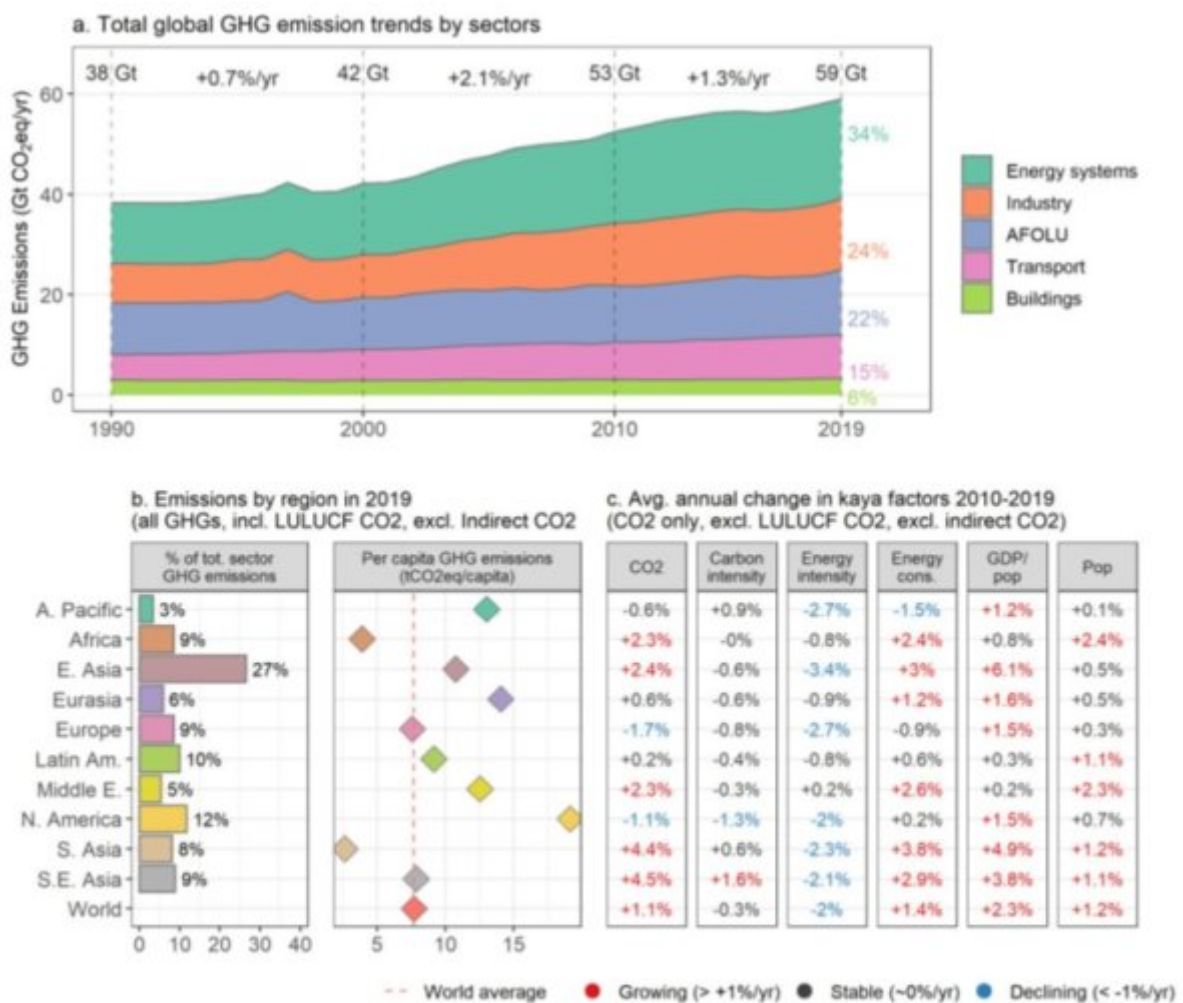 a. Total global GHG emission trends by sectors
38 Gt +0.7%/yr 42 Gt +2.1%/yr 53 Gt +1.3%/yr 59 Gt
GHG Emissions (Gt CO2eq/yr)
60
40
20
0
34%
24%
22%
15%
6%
1990 2000 2010 2019
Energy systems
Industry
AFOLU
Transport
Buildings
b. Emissions by region in 2019
(all GHGs, incl. LULUCF CO2, excl. Indirect CO2
% of tot. sector
GHG emissions
Per capita GHG emissions
(tCO2eq/capita)
A. Pacific 3%
Africa 9%
E. Asia 27%
Eurasia 6%
Europe 9%
Latin Am. 10%
Middle E. 5%
N. America 12%
S. Asia 8%
S.E. Asia 9%
World
0 10 20 30 40
5 10 15
c. Avg. annual change in kaya factors 2010-2019
(CO2 only, excl. LULUCF CO2, excl. indirect CO2)
CO2 Carbon intensity Energy intensity Energy cons. GDP/pop Pop
-0.6% +0.9% -2.7% -1.5% +1.2% +0.1%
+2.3% -0% -0.8% +2.4% +0.8% +2.4%
+2.4% -0.6% -3.4% +3% +6.1% +0.5%
+0.6% -0.6% -0.9% +1.2% +1.6% +0.5%
-1.7% -0.8% -2.7% -0.9% +1.5% +0.3%
+0.2% -0.4% -0.8% +0.6% +0.3% +1.1%
+2.3% -0.3% +0.2% +2.6% +0.2% +2.3%
-1.1% -1.3% -2% +0.2% +1.5% +0.7%
+4.4% +0.6% -2.3% +3.8% +4.9% +1.2%
+4.5% +1.6% -2.1% +2.9% +3.8% +1.1%
+1.1% -0.3% -2% +1.4% +2.3% +1.2%
World average Growing (> +1%/yr) Stable (~0%/yr) Declining (< -1%/yr)